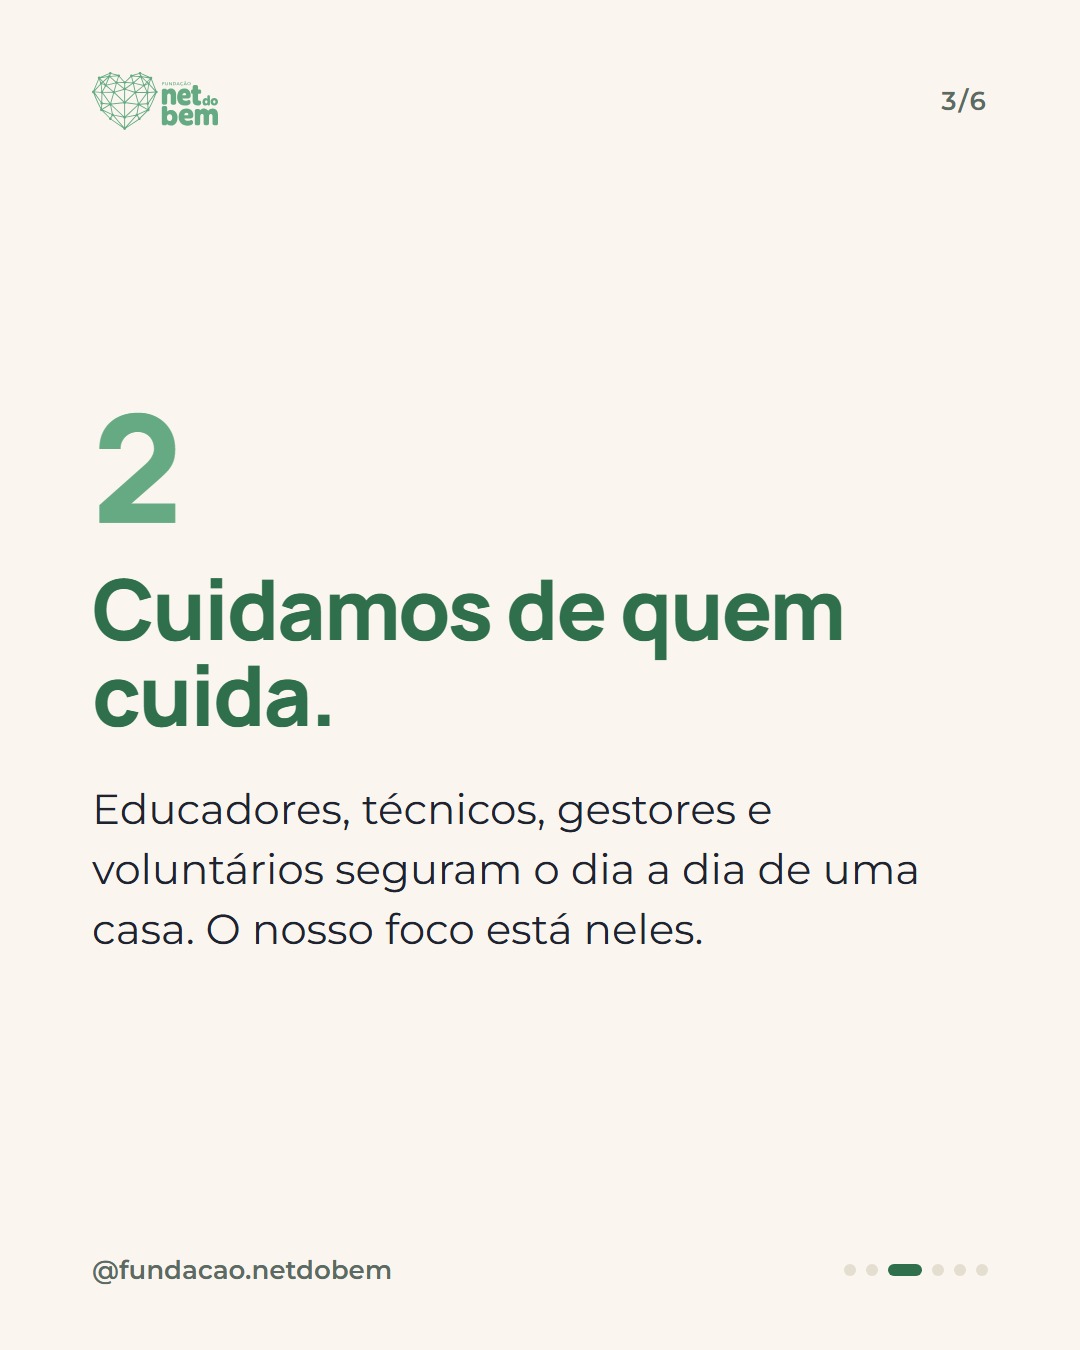 FUNDAÇÃO
net do
bem
3/6
2
Cuidamos de quem
cuida.
Educadores, técnicos, gestores e
voluntários seguram o dia a dia de uma
casa. O nosso foco está neles.
@fundacao.netdobem